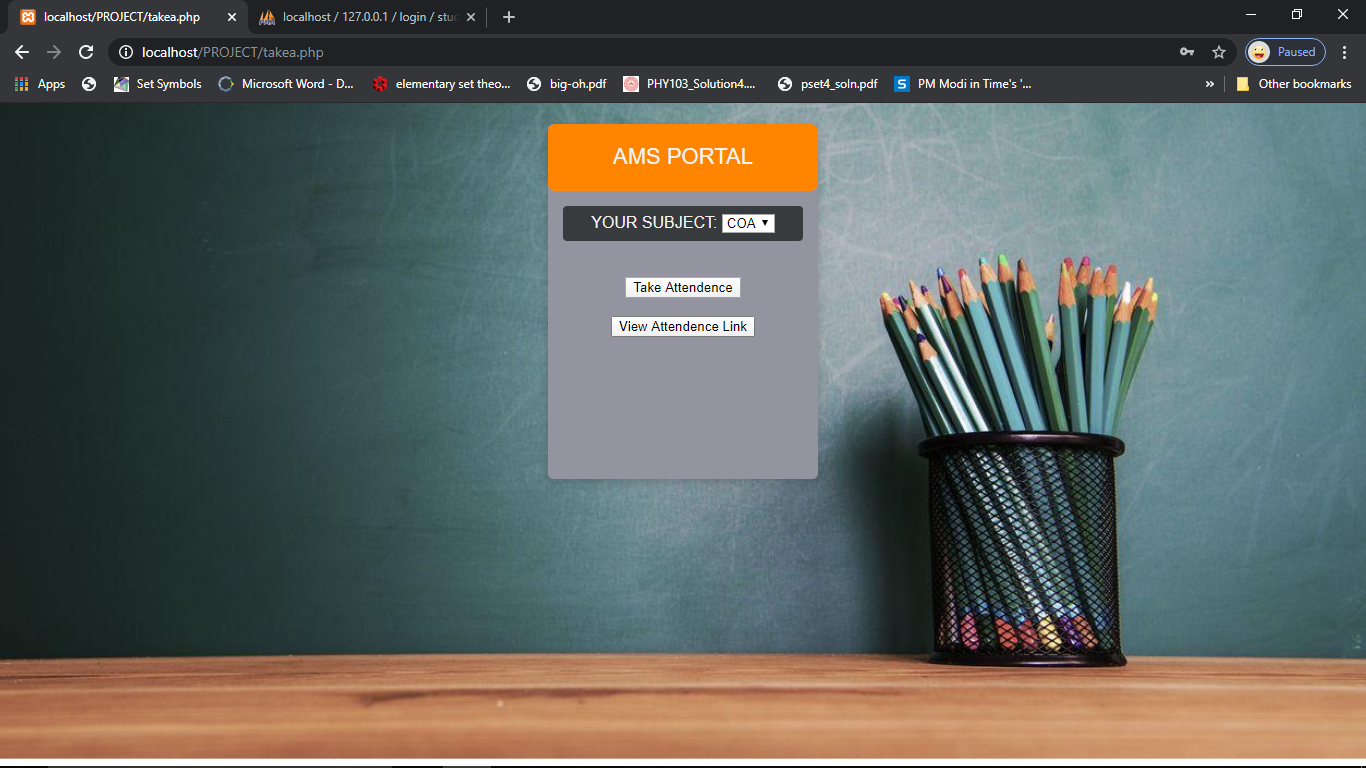 localhost/PROJECT/takea.php
localhost / 127.0.0.1 / login / stud
localhost/PROJECT/takea.php
Paused
Apps
Set Symbols
Microsoft Word - D...
elementary set theo...
big-oh.pdf
PHY103_Solution4....
pset4_soln.pdf
S
PM Modi in Time's '...
»
Other bookmarks
AMS PORTAL
YOUR SUBJECT: COA
Take Attendence
View Attendence Link